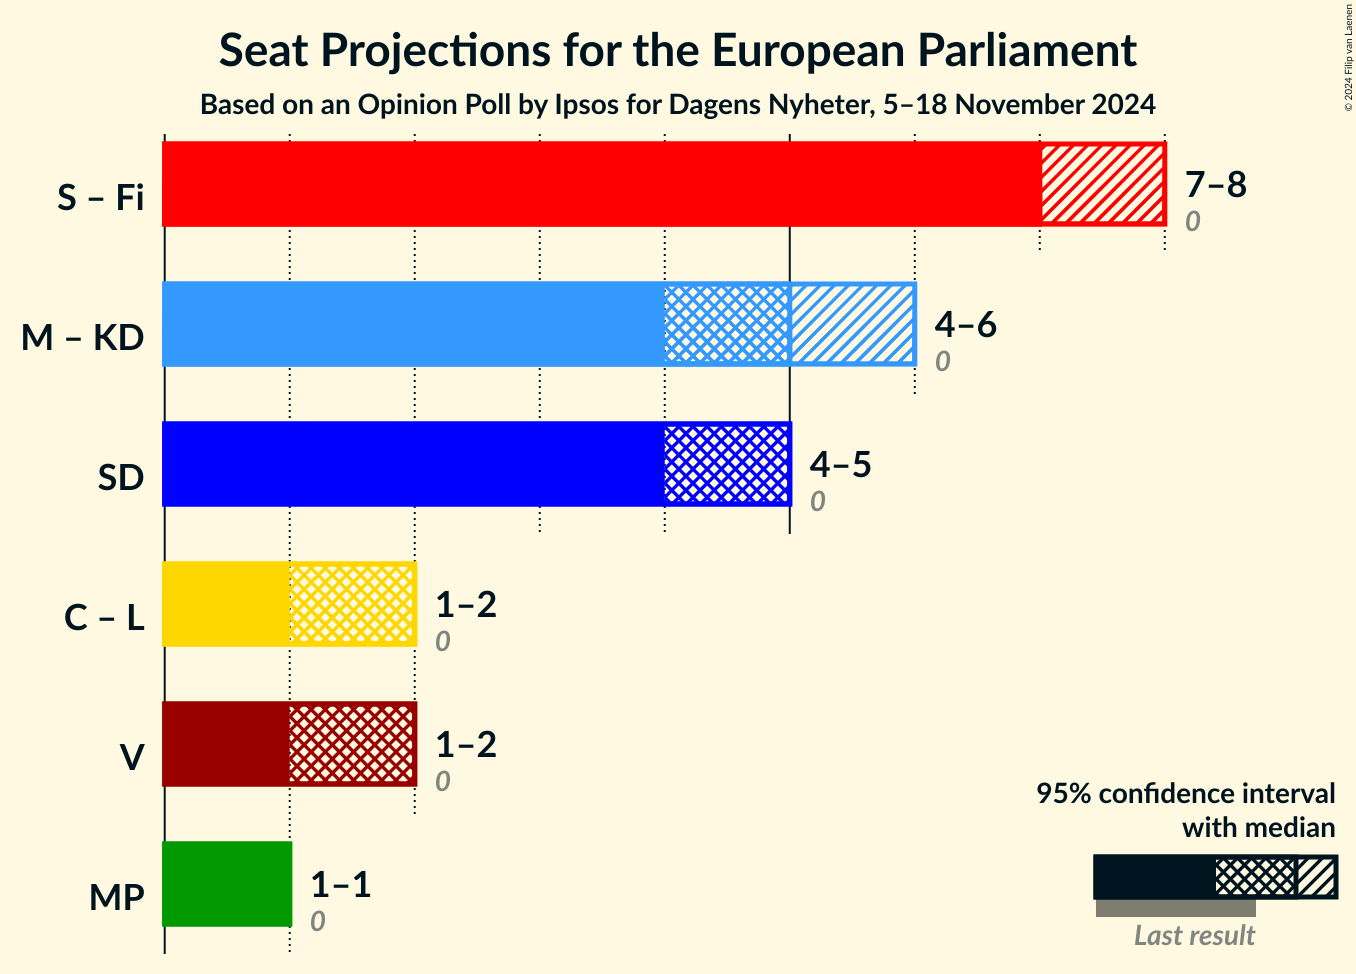 Seat Projections for the European Parliament
Based on an Opinion Poll by Ipsos for Dagens Nyheter, 5–18 November 2024
© 2024 Filip van Laenen
S – Fi
7–8
0
M – KD
4–6
0
SD
4–5
0
C – L
1–2
0
V
1–2
0
MP
1–1
0
95% confidence interval
with median
Last result